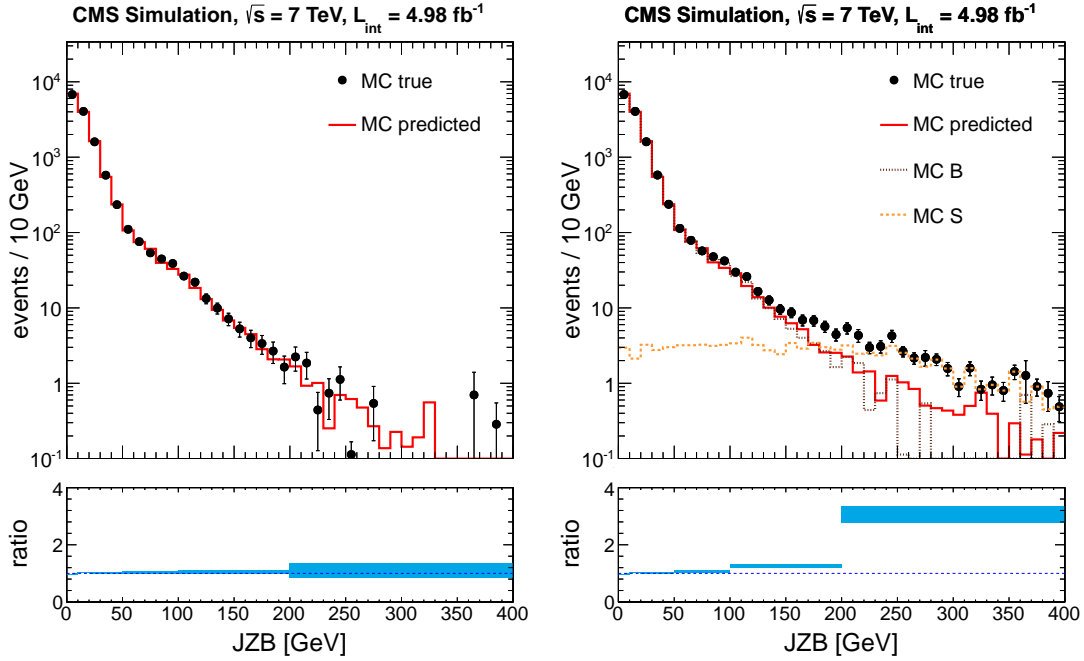 CMS Simulation, √s = 7 TeV, L_int = 4.98 fb⁻¹
events / 10 GeV
10⁴
10³
10²
10
1
10⁻¹
MC true
MC predicted
ratio
4
2
0
0 50 100 150 200 250 300 350 400
JZB [GeV]
CMS Simulation, √s = 7 TeV, L_int = 4.98 fb⁻¹
events / 10 GeV
10⁴
10³
10²
10
1
10⁻¹
MC true
MC predicted
MC B
MC S
ratio
4
2
0
0 50 100 150 200 250 300 350 400
JZB [GeV]